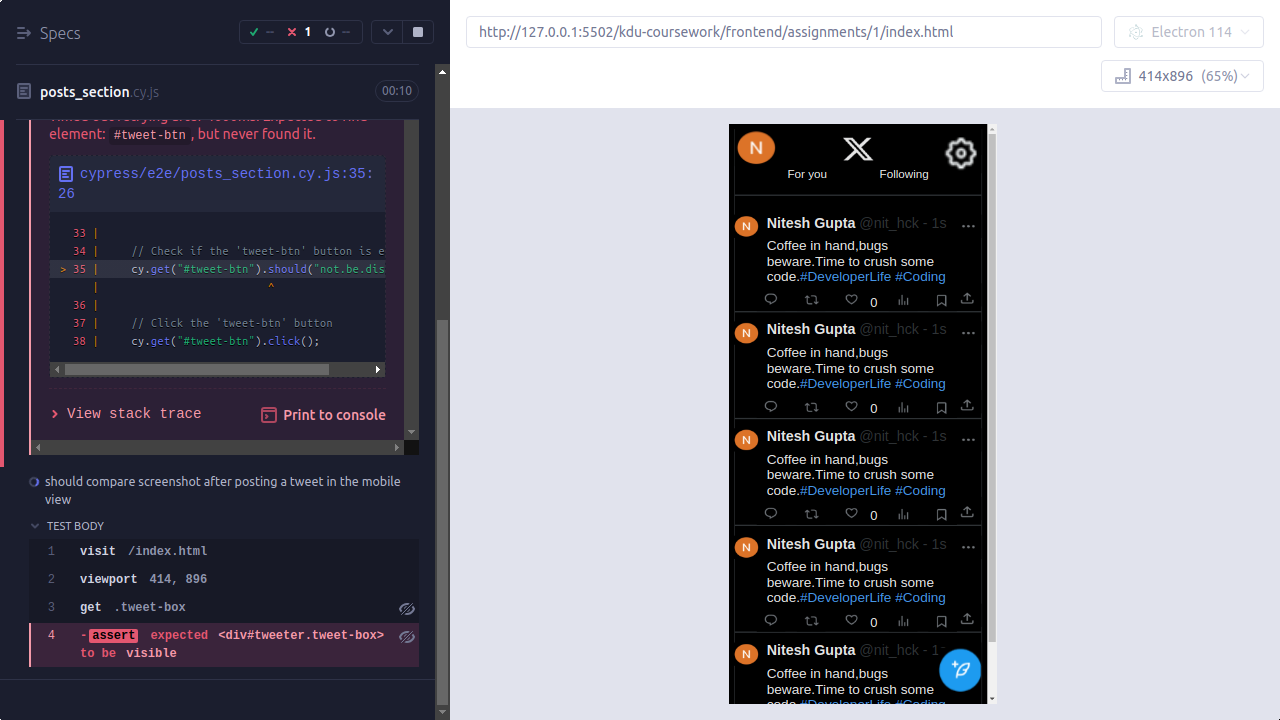 Specs
-- 1 --
posts_section.cy.js
00:10
element: #tweet-btn , but never found it.
cypress/e2e/posts_section.cy.js:35:
26
33 |
34 | // Check if the 'tweet-btn' button is e
> 35 | cy.get("#tweet-btn").should("not.be.dis
| ^
36 |
37 | // Click the 'tweet-btn' button
38 | cy.get("#tweet-btn").click();
View stack trace
Print to console
should compare screenshot after posting a tweet in the mobile
view
TEST BODY
1 visit /index.html
2 viewport 414, 896
3 get .tweet-box
4 -assert expected <div#tweeter.tweet-box>
to be visible
http://127.0.0.1:5502/kdu-coursework/frontend/assignments/1/index.html
Electron 114
414x896 (65%)
N
For you Following
N
Nitesh Gupta @nit_hck - 1s ...
Coffee in hand,bugs
beware.Time to crush some
code.#DeveloperLife #Coding
0
N
Nitesh Gupta @nit_hck - 1s ...
Coffee in hand,bugs
beware.Time to crush some
code.#DeveloperLife #Coding
0
N
Nitesh Gupta @nit_hck - 1s ...
Coffee in hand,bugs
beware.Time to crush some
code.#DeveloperLife #Coding
0
N
Nitesh Gupta @nit_hck - 1s ...
Coffee in hand,bugs
beware.Time to crush some
code.#DeveloperLife #Coding
0
N
Nitesh Gupta @nit_hck - 1s
Coffee in hand,bugs
beware.Time to crush some
code.#DeveloperLife #Coding